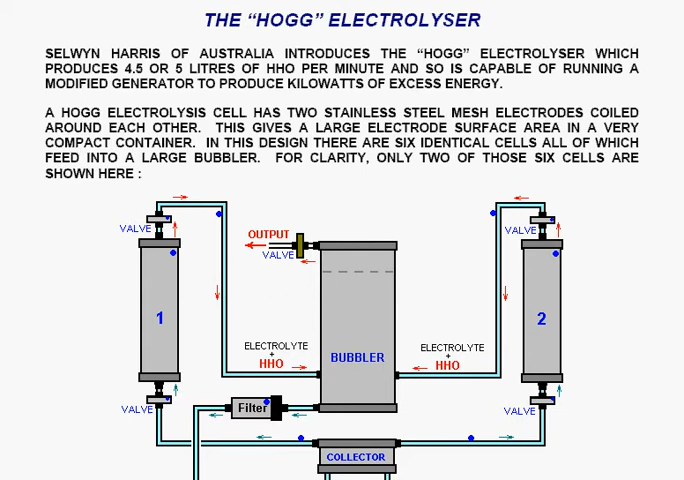 THE “HOGG” ELECTROLYSER
SELWYN HARRIS OF AUSTRALIA INTRODUCES THE “HOGG” ELECTROLYSER WHICH
PRODUCES 4.5 OR 5 LITRES OF HHO PER MINUTE AND SO IS CAPABLE OF RUNNING A
MODIFIED GENERATOR TO PRODUCE KILOWATTS OF EXCESS ENERGY.
A HOGG ELECTROLYSIS CELL HAS TWO STAINLESS STEEL MESH ELECTRODES COILED
AROUND EACH OTHER. THIS GIVES A LARGE ELECTRODE SURFACE AREA IN A VERY
COMPACT CONTAINER. IN THIS DESIGN THERE ARE SIX IDENTICAL CELLS ALL OF WHICH
FEED INTO A LARGE BUBBLER. FOR CLARITY, ONLY TWO OF THOSE SIX CELLS ARE
SHOWN HERE :
VALVE
OUTPUT
VALVE
VALVE
1
2
ELECTROLYTE
+
HHO
BUBBLER
ELECTROLYTE
+
HHO
VALVE
Filter
VALVE
COLLECTOR